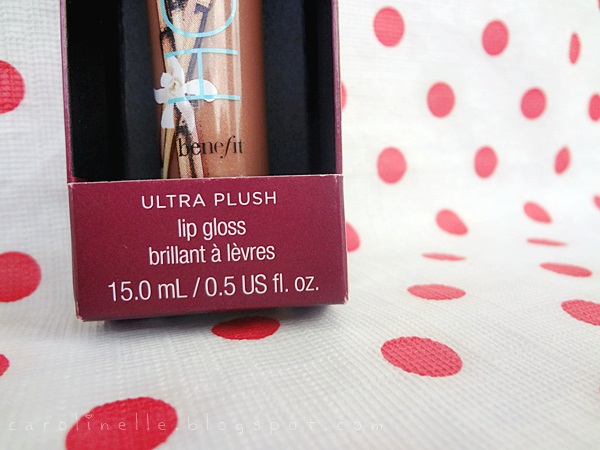 benefit
ULTRA PLUSH
lip gloss
brillant à lèvres
15.0 mL / 0.5 US fl. oz.
carolinelle.blogspot.com